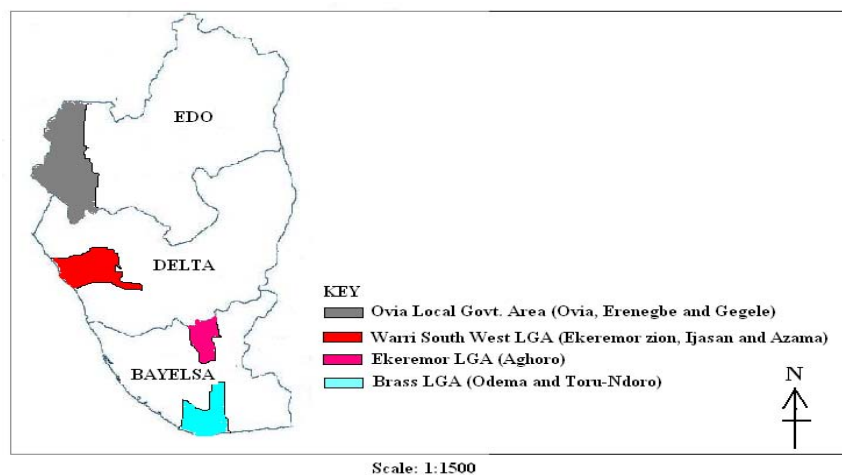 EDO
DELTA
BAYELSA
KEY
Ovia Local Govt. Area (Ovia, Erenegbe and Gegele)
Warri South West LGA (Ekeremor zion, Ijasan and Azama)
Ekeremor LGA (Aghoro)
Brass LGA (Odema and Toru-Ndoro)
N
Scale: 1:1500